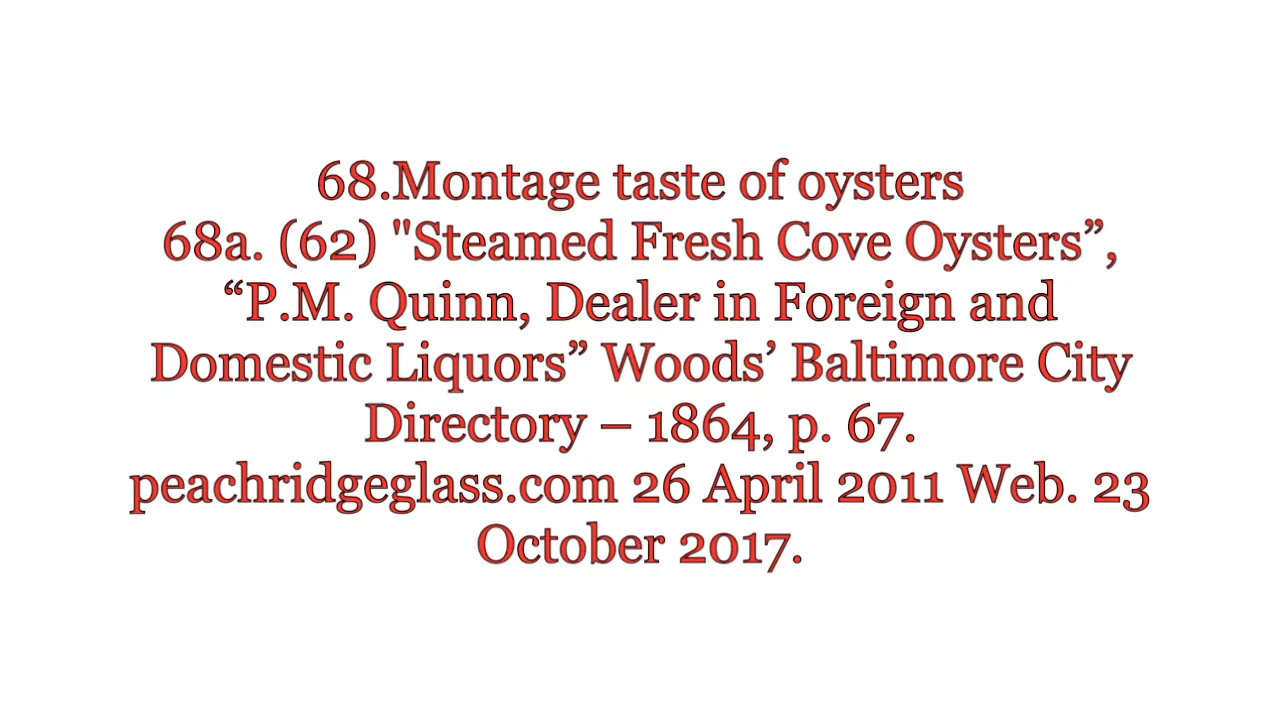 68.Montage taste of oysters
68a. (62) "Steamed Fresh Cove Oysters”,
“P.M. Quinn, Dealer in Foreign and
Domestic Liquors” Woods’ Baltimore City
Directory – 1864, p. 67.
peachridgeglass.com 26 April 2011 Web. 23
October 2017.